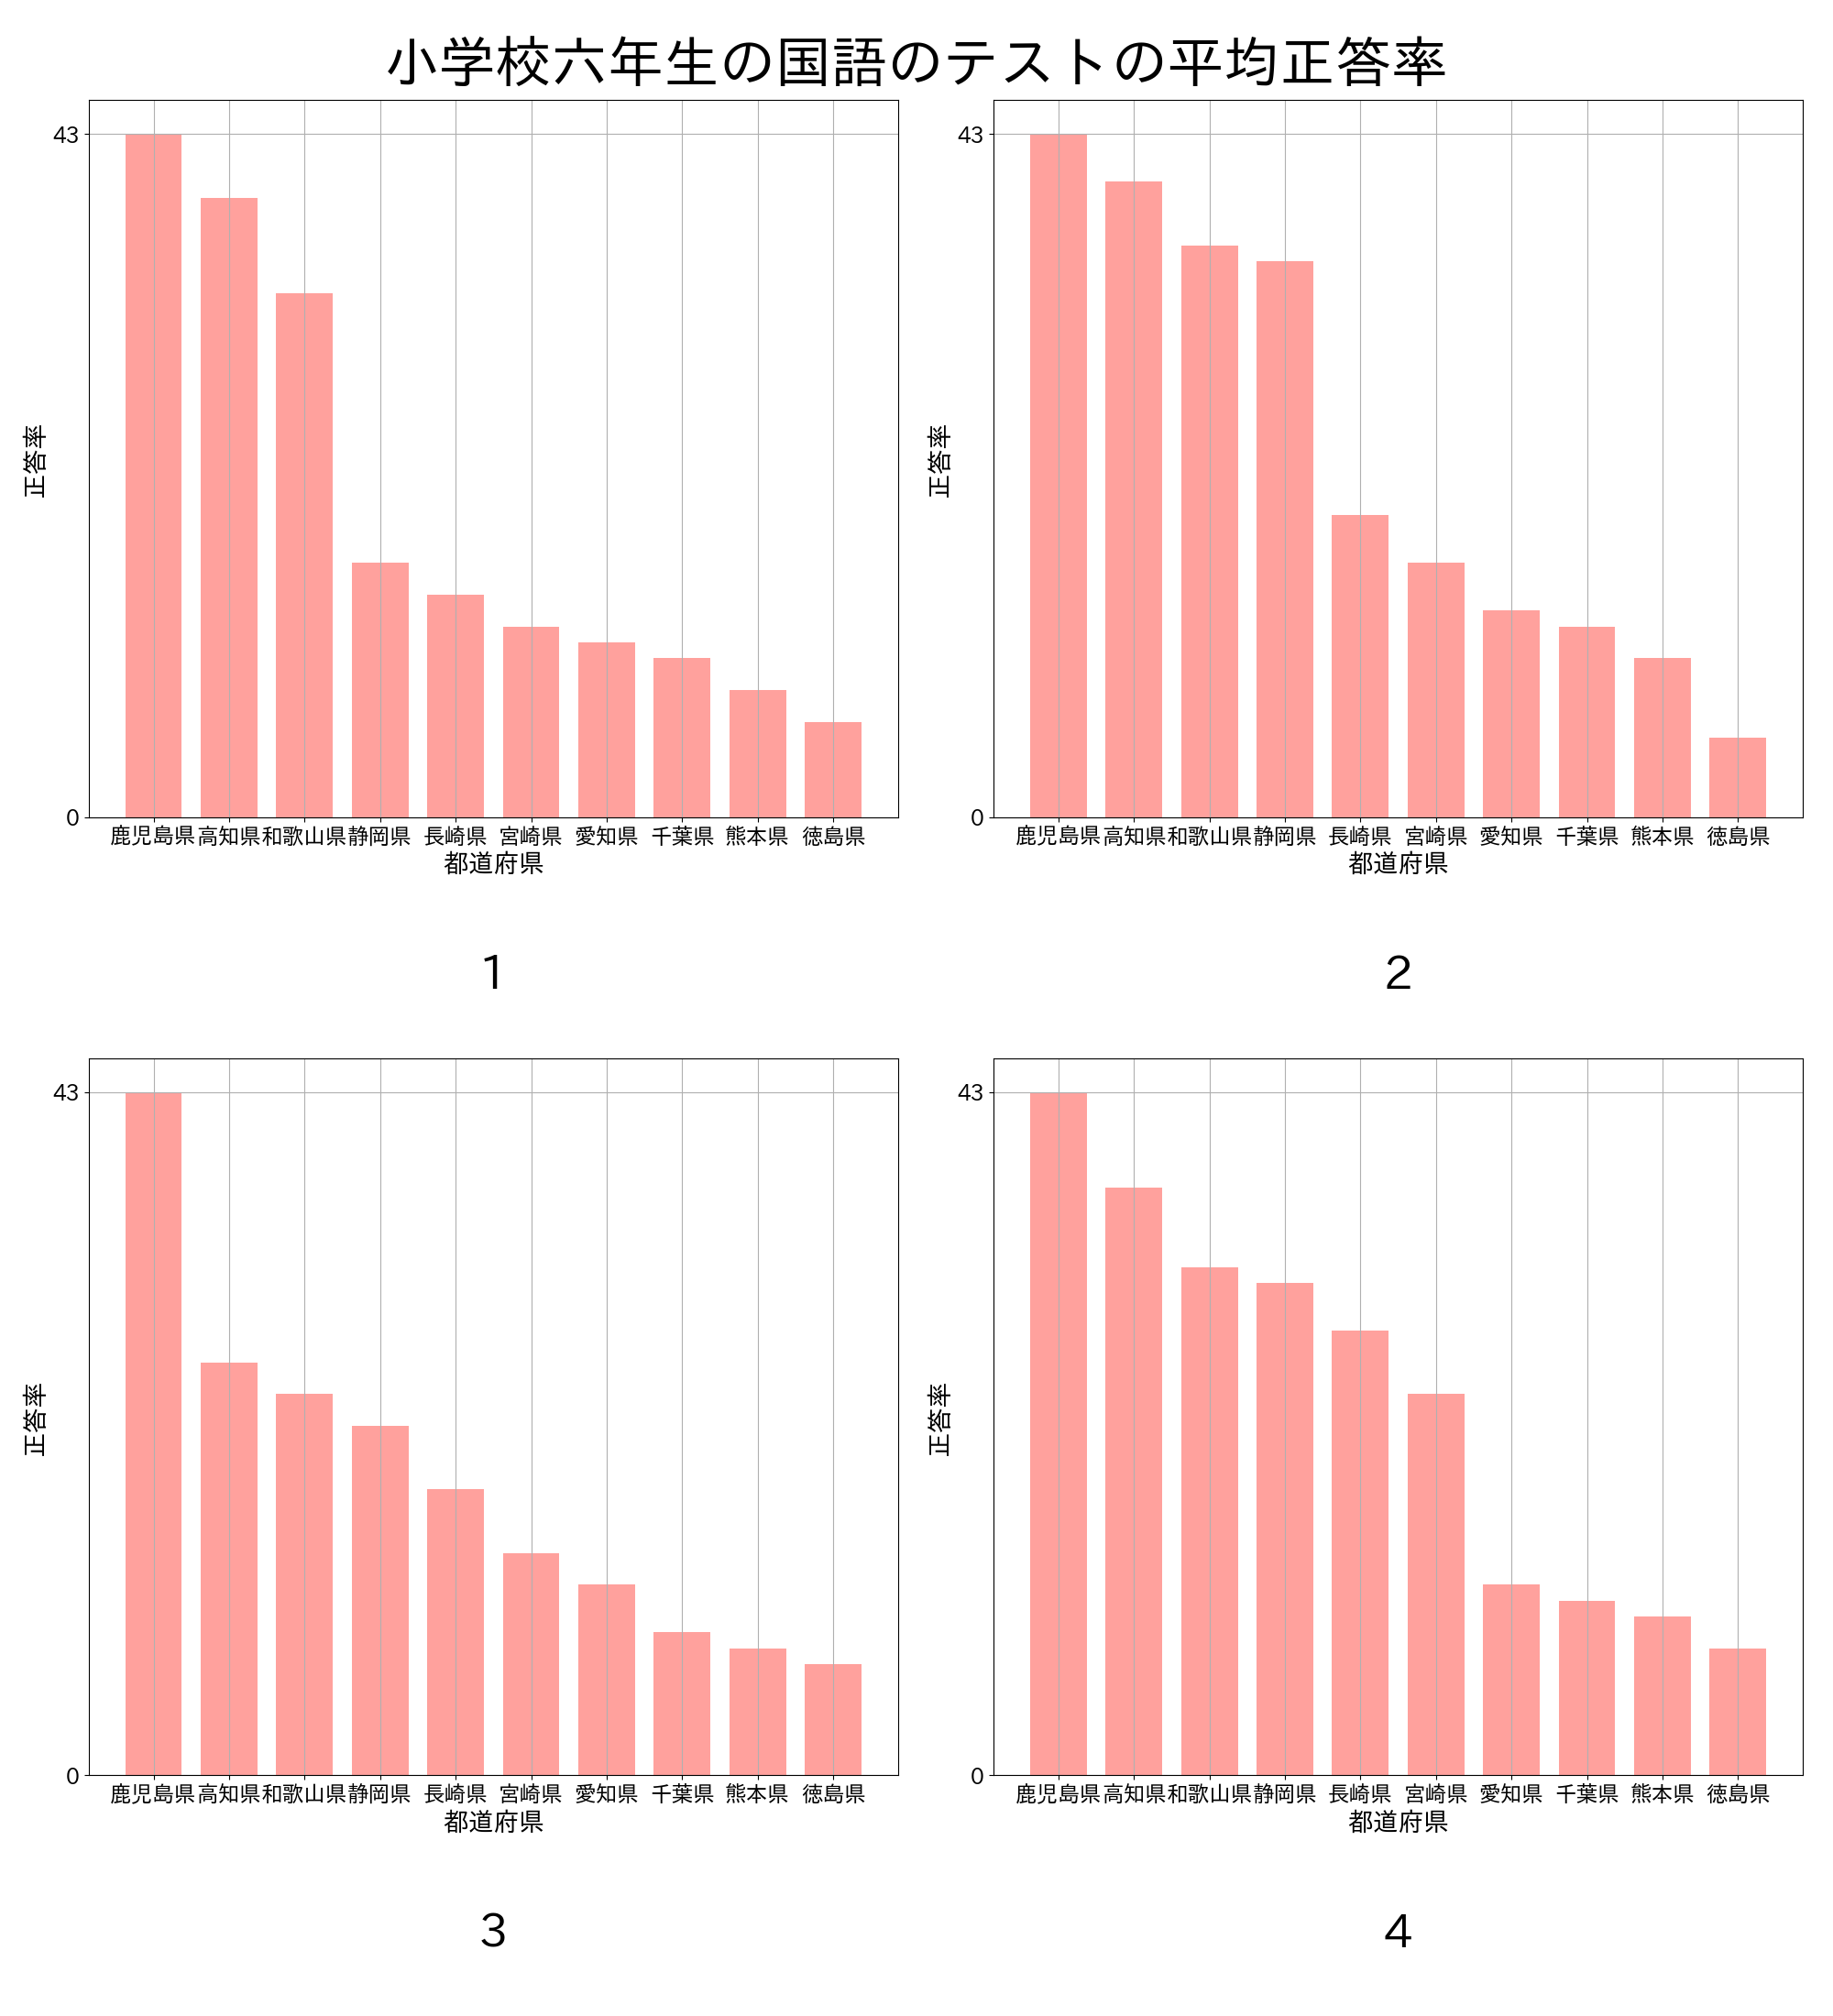 小学校六年生の国語のテストの平均正答率
43
正答率
0
鹿児島県 高知県 和歌山県 静岡県 長崎県 宮崎県 愛知県 千葉県 熊本県 徳島県
都道府県
1
43
正答率
0
鹿児島県 高知県 和歌山県 静岡県 長崎県 宮崎県 愛知県 千葉県 熊本県 徳島県
都道府県
2
43
正答率
0
鹿児島県 高知県 和歌山県 静岡県 長崎県 宮崎県 愛知県 千葉県 熊本県 徳島県
都道府県
3
43
正答率
0
鹿児島県 高知県 和歌山県 静岡県 長崎県 宮崎県 愛知県 千葉県 熊本県 徳島県
都道府県
4